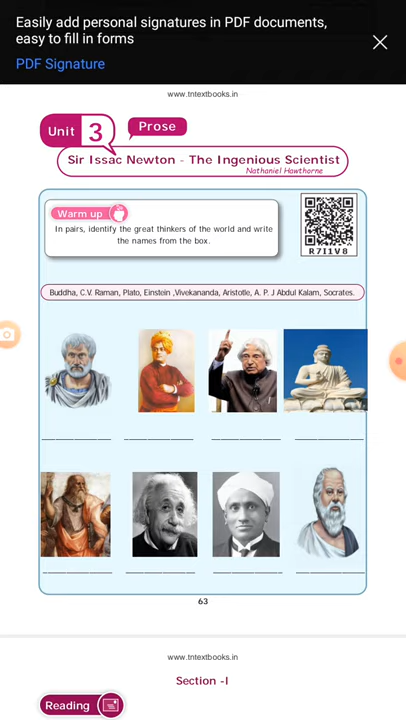 Easily add personal signatures in PDF documents,
easy to fill in forms
PDF Signature
www.tntextbooks.in
Unit 3
Prose
Sir Issac Newton - The Ingenious Scientist
Nathaniel Howthorne
Warm up
In pairs, identify the great thinkers of the world and write
the names from the box.
R7I1V8
Buddha, C.V. Raman, Plato, Einstein ,Vivekananda, Aristotle, A. P. J Abdul Kalam, Socrates.
63
www.tntextbooks.in
Section -I
Reading